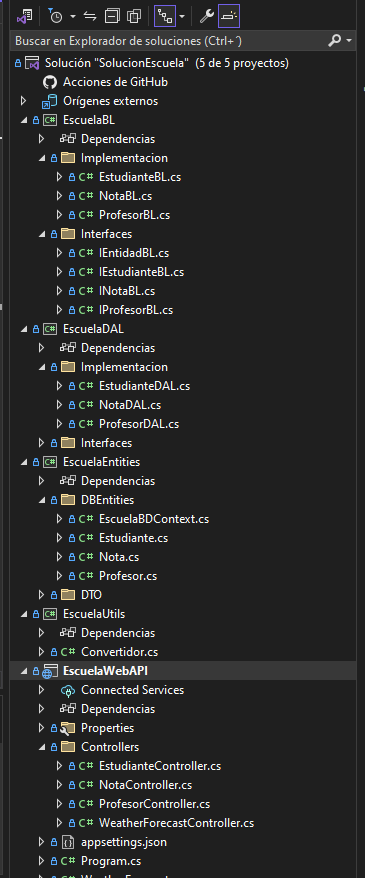 Buscar en Explorador de soluciones (Ctrl+´)
Solución "SolucionEscuela" (5 de 5 proyectos)
Acciones de GitHub
Orígenes externos
EscuelaBL
Dependencias
Implementacion
C# EstudianteBL.cs
C# NotaBL.cs
C# ProfesorBL.cs
Interfaces
C# IEntidadBL.cs
C# IEstudianteBL.cs
C# INotaBL.cs
C# IProfesorBL.cs
EscuelaDAL
Dependencias
Implementacion
C# EstudianteDAL.cs
C# NotaDAL.cs
C# ProfesorDAL.cs
Interfaces
EscuelaEntities
Dependencias
DBEntities
C# EscuelaBDContext.cs
C# Estudiante.cs
C# Nota.cs
C# Profesor.cs
DTO
EscuelaUtils
Dependencias
C# Convertidor.cs
EscuelaWebAPI
Connected Services
Dependencias
Properties
Controllers
C# EstudianteController.cs
C# NotaController.cs
C# ProfesorController.cs
C# WeatherForecastController.cs
appsettings.json
C# Program.cs